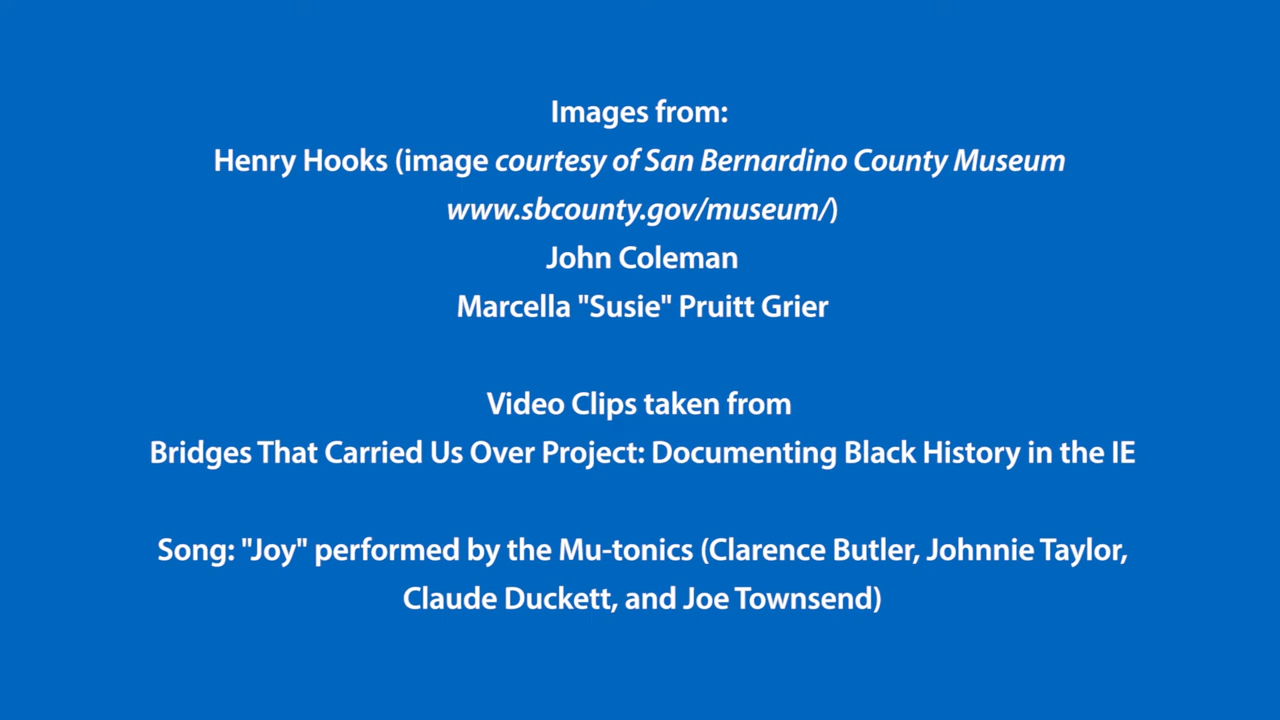 Images from:
Henry Hooks (image courtesy of San Bernardino County Museum
www.sbcounty.gov/museum/)
John Coleman
Marcella "Susie" Pruitt Grier
Video Clips taken from
Bridges That Carried Us Over Project: Documenting Black History in the IE
Song: "Joy" performed by the Mu-tonics (Clarence Butler, Johnnie Taylor,
Claude Duckett, and Joe Townsend)